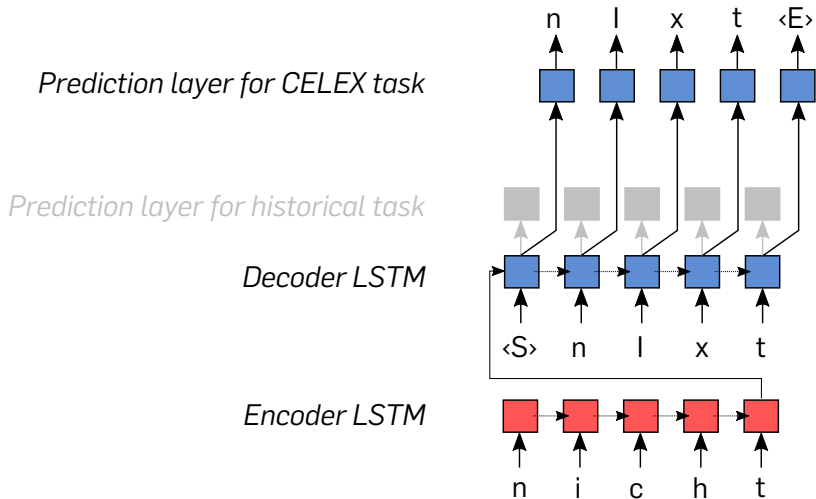 n I x t ‹E›
Prediction layer for CELEX task
Prediction layer for historical task
Decoder LSTM
‹S› n I x t
Encoder LSTM
n i c h t